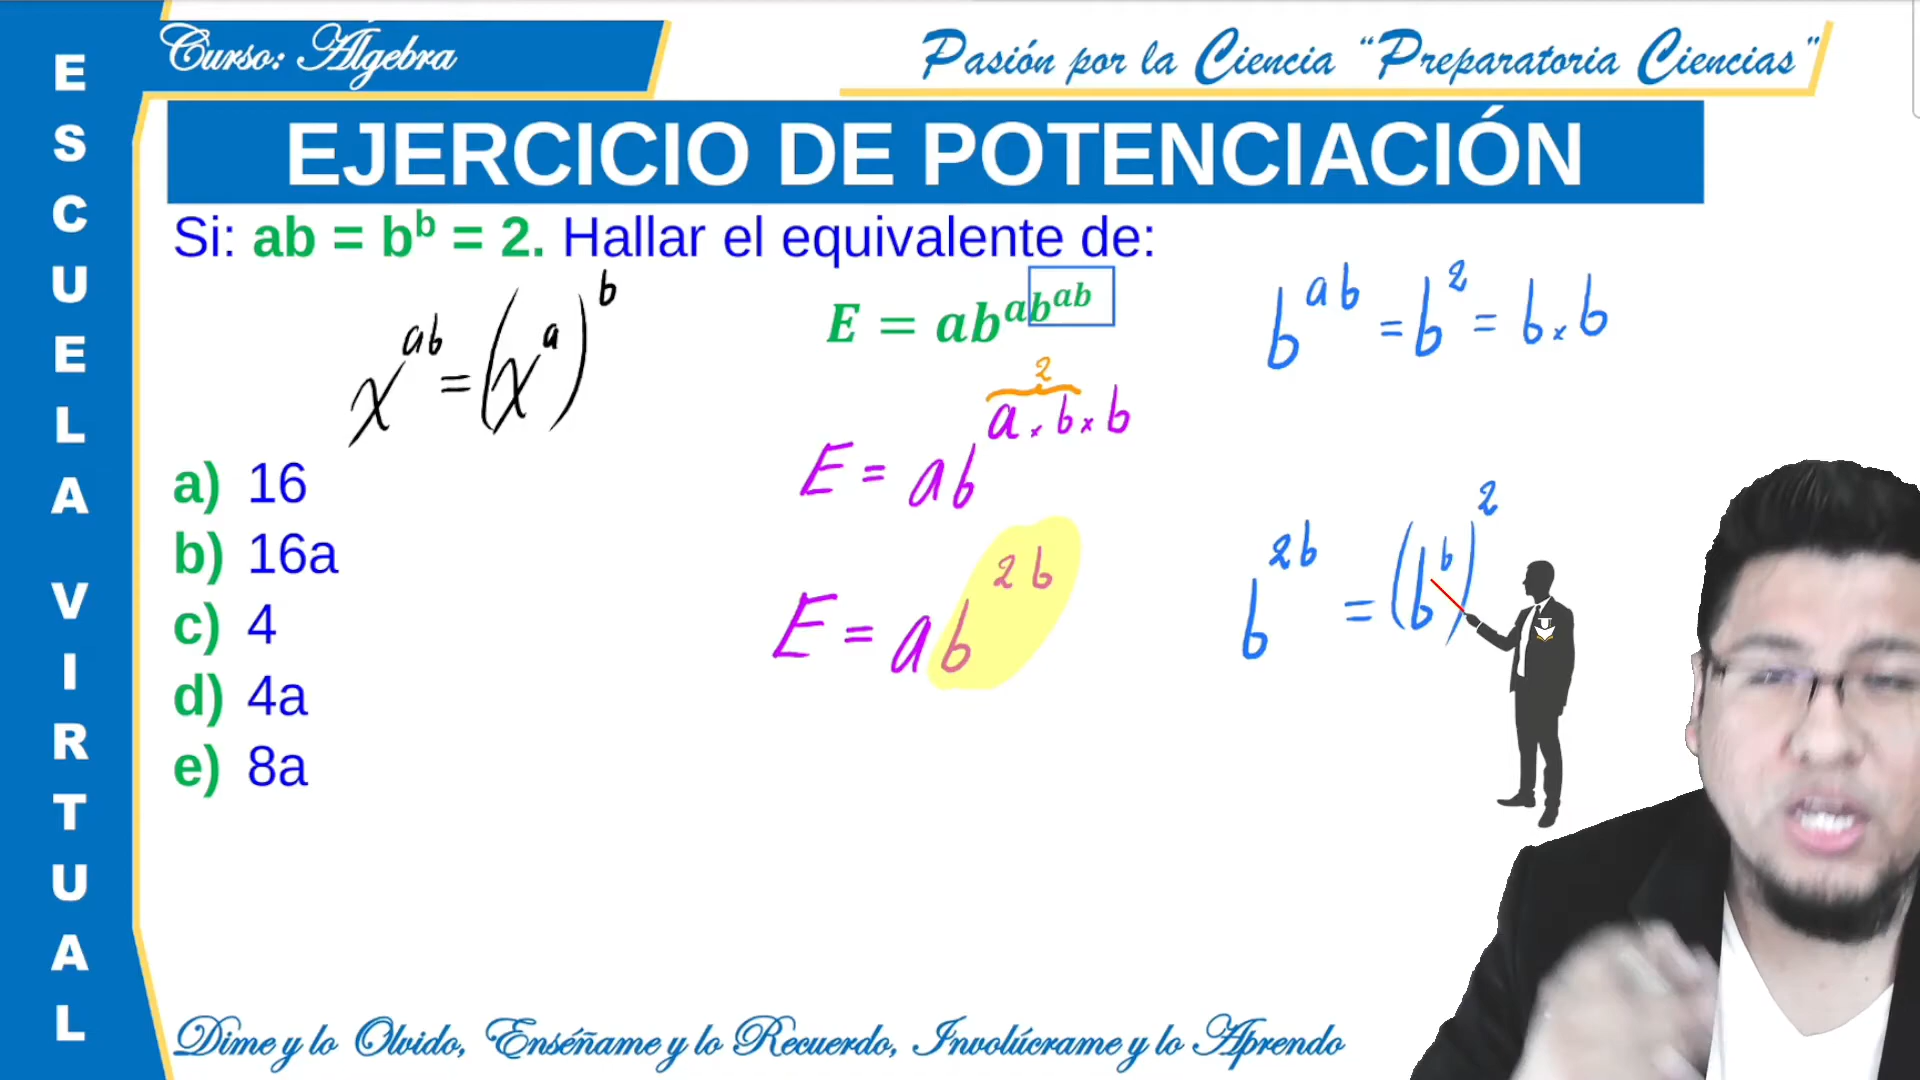 ESCUELA VIRTUAL
Curso: Álgebra
Pasión por la Ciencia “Preparatoria Ciencias”
EJERCICIO DE POTENCIACIÓN
Si: ab = b^b = 2. Hallar el equivalente de:
E = ab^{ab^{ab}}
x^{ab} = (x^a)^b
b^{ab} = b^2 = b × b
2
E = ab^{a × b × b}
a) 16
b) 16a
c) 4
d) 4a
e) 8a
E = ab^{2b}
b^{2b} = (b^b)^2
Dime y lo Olvido, Enséñame y lo Recuerdo, Involúcrame y lo Aprendo